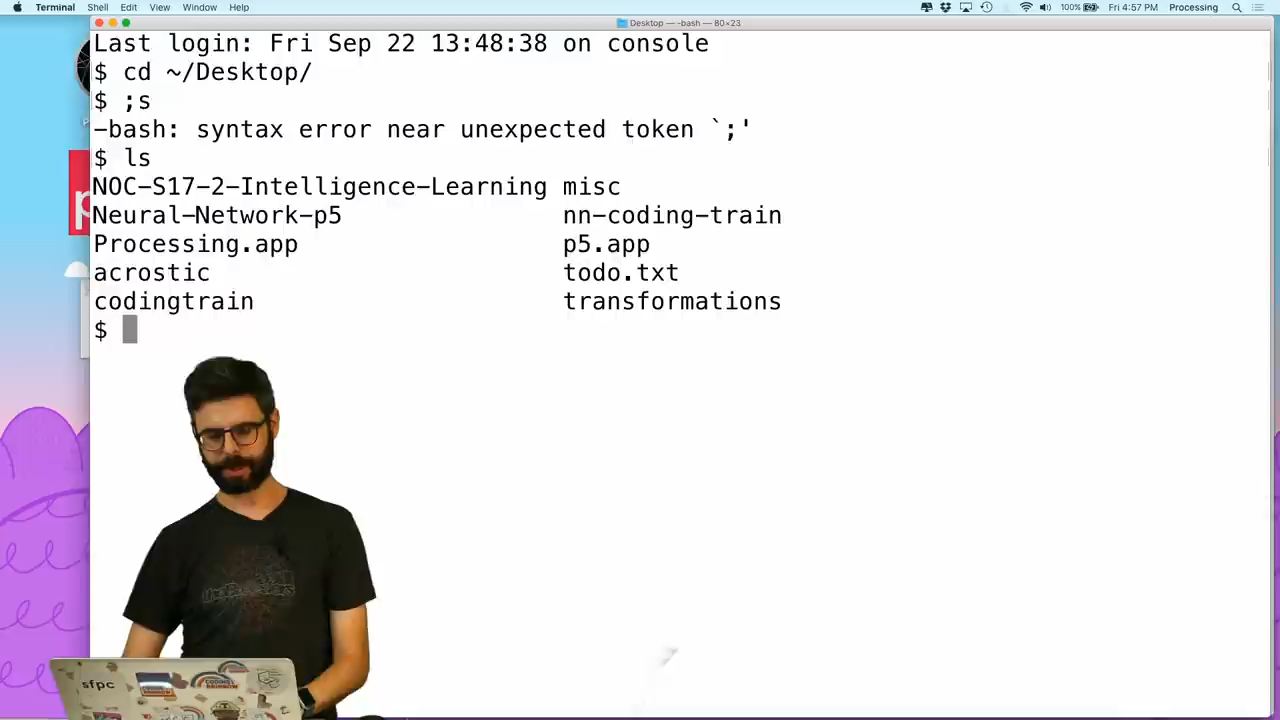 Terminal Shell Edit View Window Help 100% Fri 4:57 PM Processing
Desktop — -bash — 80×23
Last login: Fri Sep 22 13:48:38 on console
$ cd ~/Desktop/
$ ;s
-bash: syntax error near unexpected token `;'
$ ls
NOC-S17-2-Intelligence-Learning misc
Neural-Network-p5 nn-coding-train
Processing.app p5.app
acrostic todo.txt
codingtrain transformations
$
sfpc